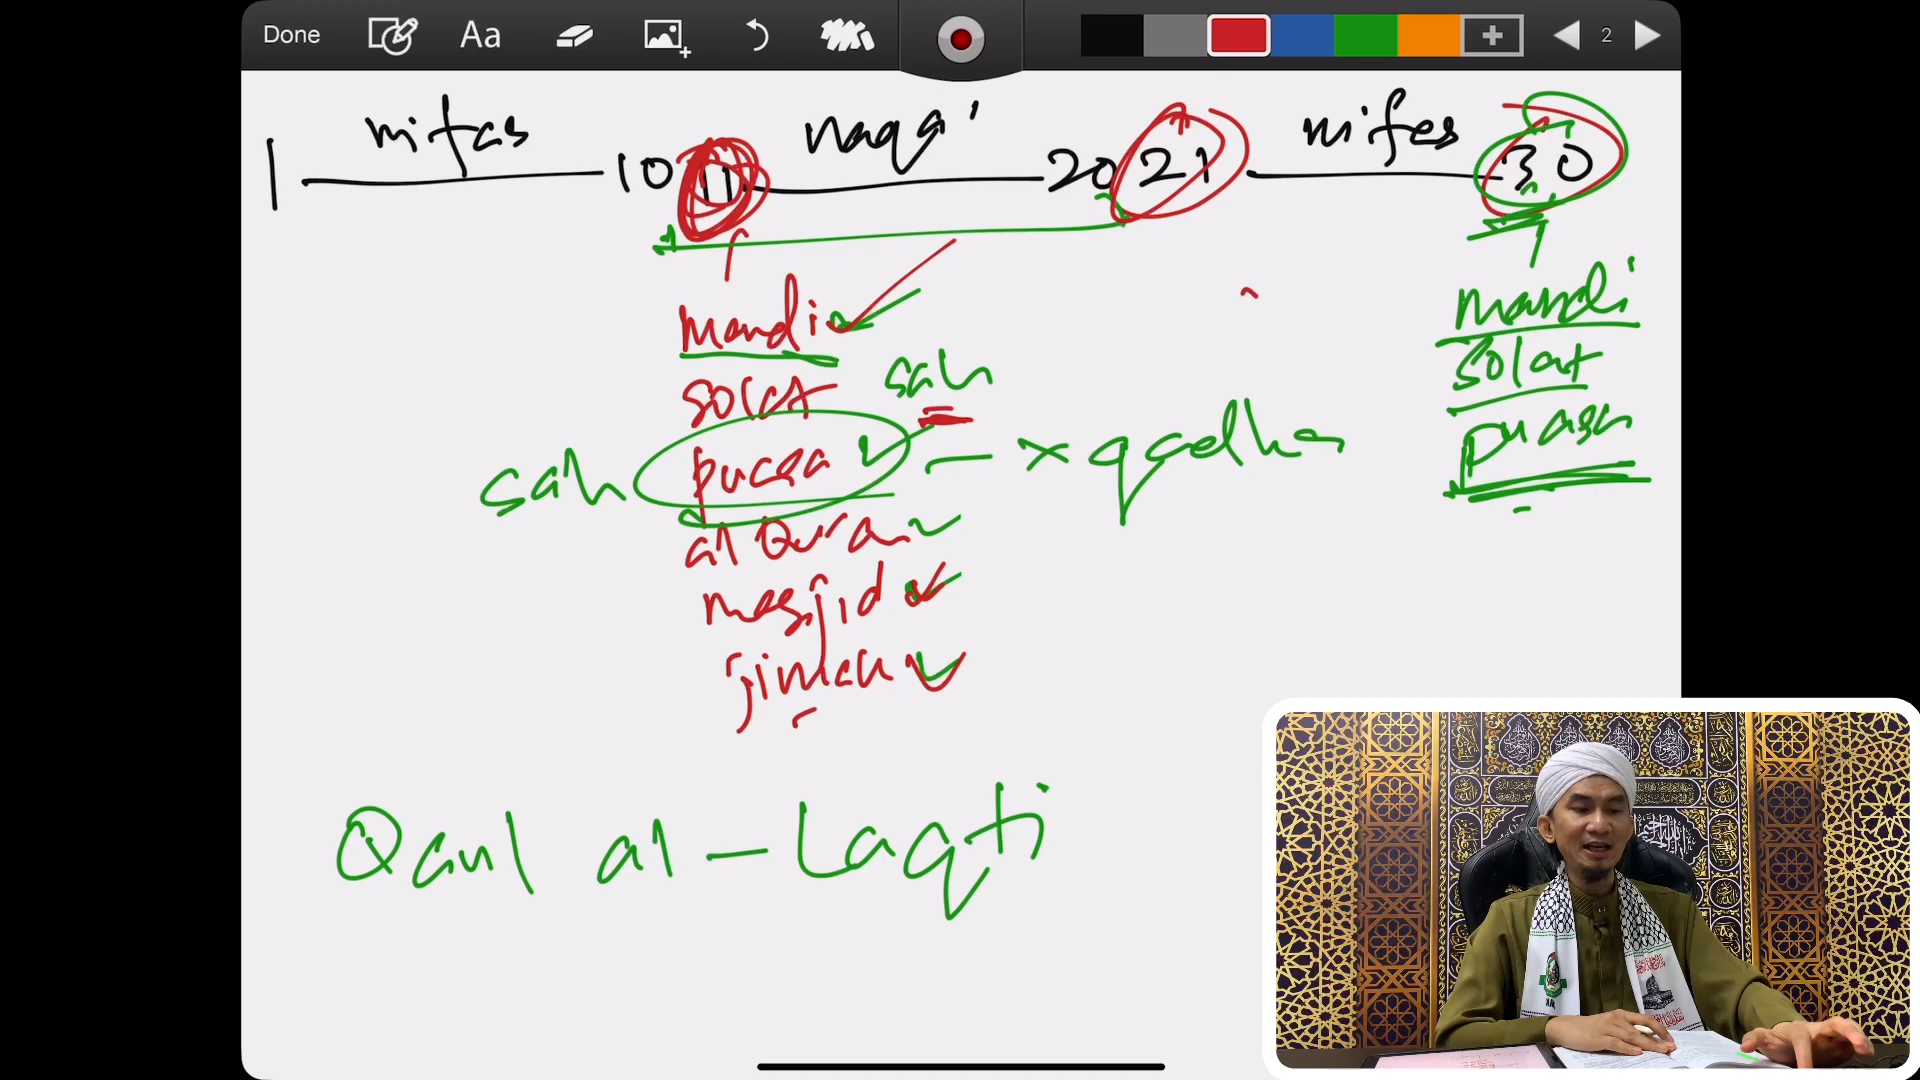 Done Aa 2
1 nifas 10 11 naqa' 20 21 nifas 30
mandi
solat
sah
sah puasa – x qadha
al Quran
masjid
jimak
mandi
solat
puasa
Qaul al-Laqti